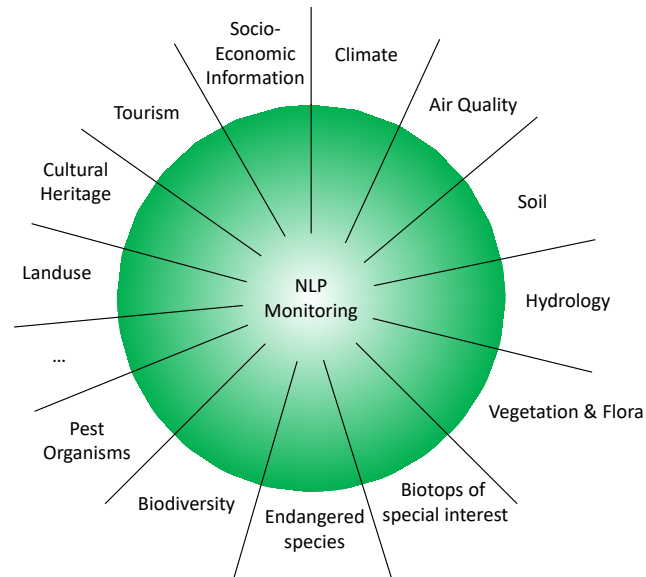 Socio-
Economic
Information
Climate
Air Quality
Soil
Hydrology
Vegetation & Flora
Biotops of
special interest
Endangered
species
Biodiversity
Pest
Organisms
...
Landuse
Cultural
Heritage
Tourism
NLP
Monitoring